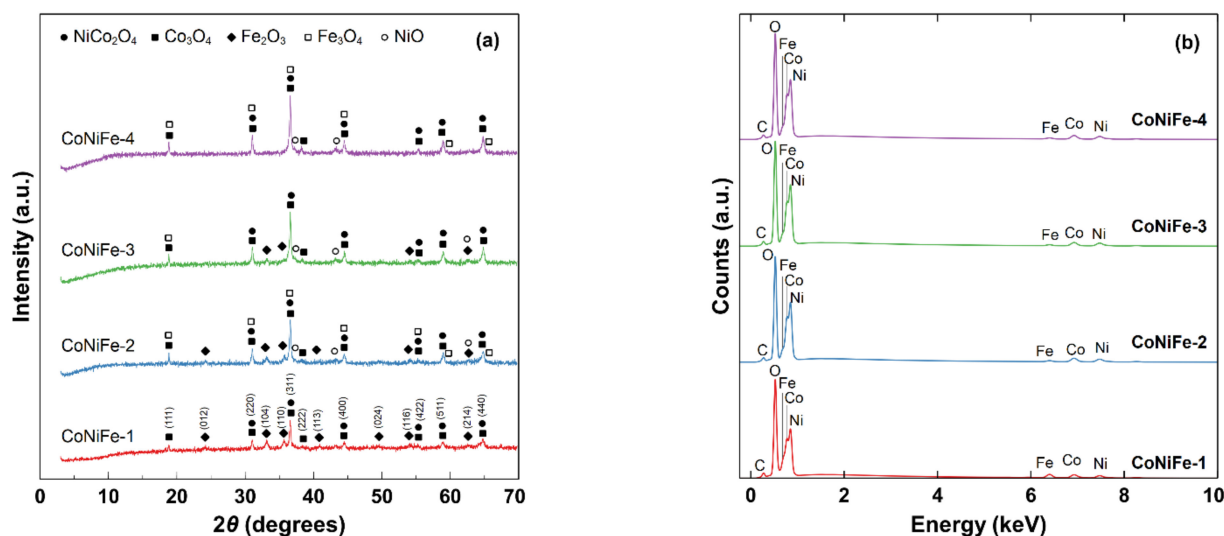 ● NiCo₂O₄ ■ Co₃O₄ ◆ Fe₂O₃ □ Fe₃O₄ ○ NiO
(a)
CoNiFe-4
CoNiFe-3
CoNiFe-2
CoNiFe-1
(111)
(012)
(220)
(104)
(110)
(311)
(222)
(113)
(400)
(024)
(116)
(422)
(511)
(214)
(440)
0 10 20 30 40 50 60 70
2θ (degrees)
Intensity (a.u.)
(b)
O
Fe
Co
Ni
C
Fe Co Ni
CoNiFe-4
O
Fe
Co
Ni
C
Fe Co Ni
CoNiFe-3
O
Fe
Co
Ni
C
Fe Co Ni
CoNiFe-2
O
Fe
Co
Ni
C
Fe Co Ni
CoNiFe-1
0 2 4 6 8 10
Energy (keV)
Counts (a.u.)